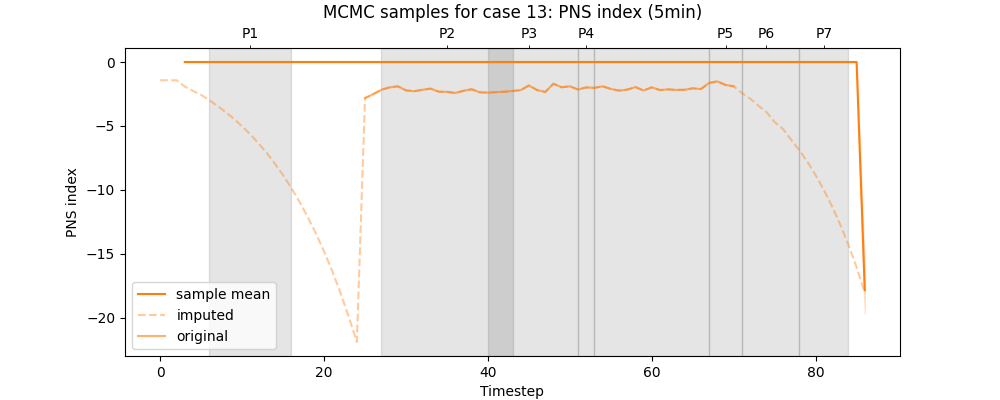 MCMC samples for case 13: PNS index (5min)
P1 P2 P3 P4 P5 P6 P7
0
−5
−10
−15
−20
PNS index
sample mean
imputed
original
0 20 40 60 80
Timestep